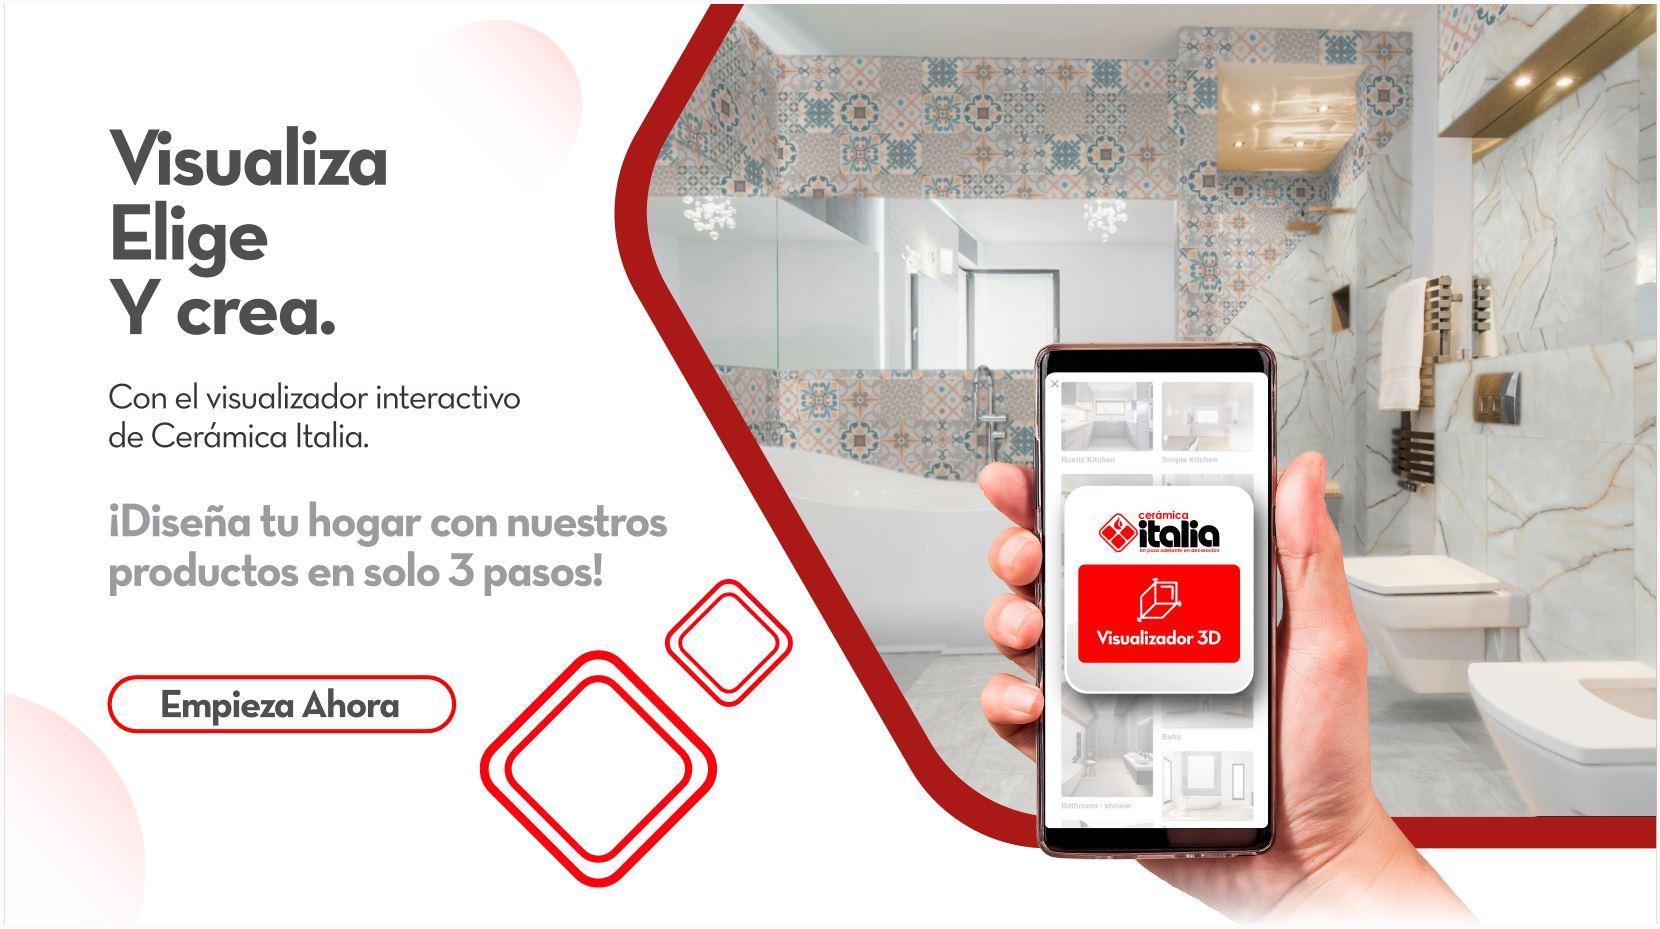 Visualiza
Elige
Y crea.
Con el visualizador interactivo
de Cerámica Italia.
¡Diseña tu hogar con nuestros
productos en solo 3 pasos!
Empieza Ahora
Rustic Kitchen
Simple Kitchen
cerámica
italia
Un paso adelante en decoración
Visualizador 3D
Baño
Bathroom - shower